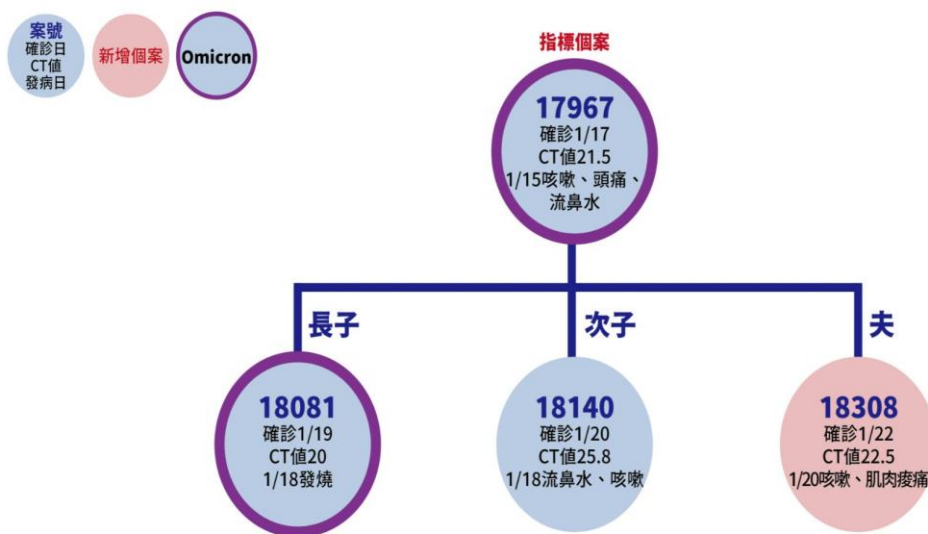 案號
確診日
CT值
發病日
新增個案
Omicron
指標個案
17967
確診1/17
CT值21.5
1/15咳嗽、頭痛、
流鼻水
長子
次子
夫
18081
確診1/19
CT值20
1/18發燒
18140
確診1/20
CT值25.8
1/18流鼻水、咳嗽
18308
確診1/22
CT值22.5
1/20咳嗽、肌肉痠痛